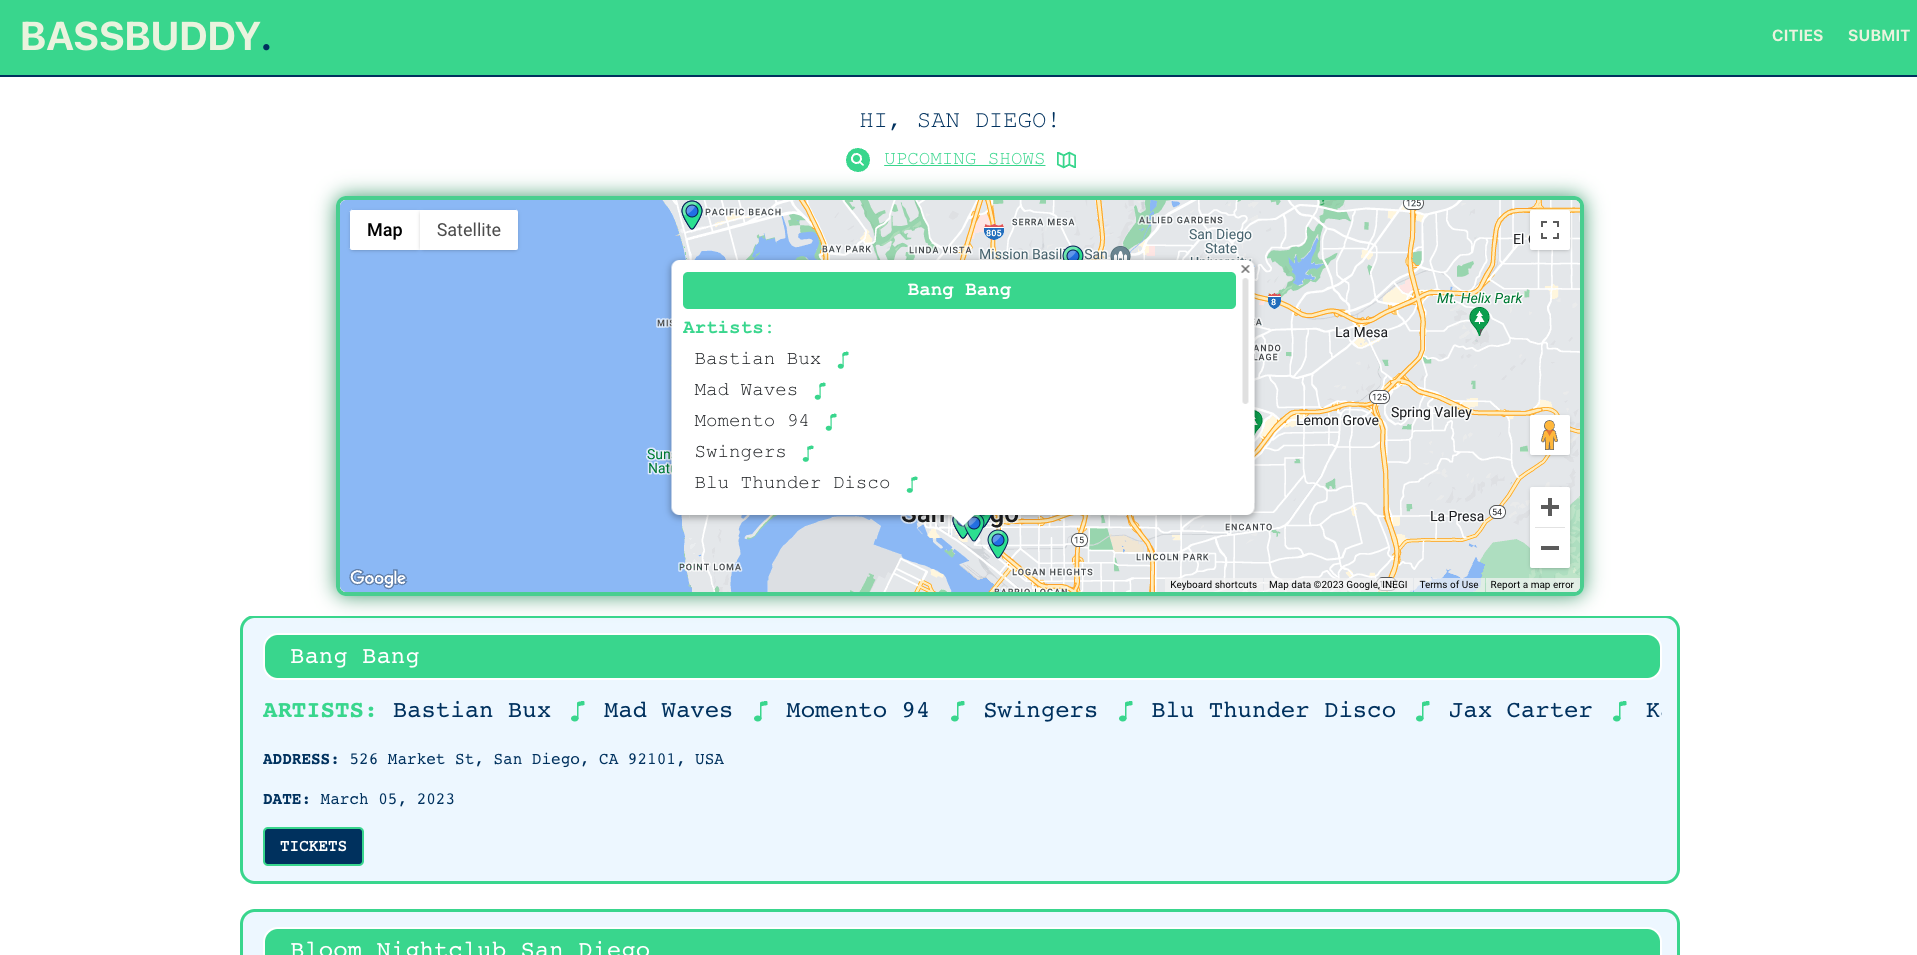 BASSBUDDY.
CITIES SUBMIT
HI, SAN DIEGO!
UPCOMING SHOWS
Map Satellite
PACIFIC BEACH
BAY PARK
LINDA VISTA
805
SERRA MESA
ALLIED GARDENS
San Diego
State
125
El
Mission Basil San
Bang Bang
Artists:
Bastian Bux
Mad Waves
Momento 94
Swingers
Blu Thunder Disco
8
Mt. Helix Park
La Mesa
125
Spring Valley
Lemon Grove
Sun
Nat
ENCANTO
La Presa 54
15
LINCOLN PARK
POINT LOMA
LOGAN HEIGHTS
BARRIO LOGAN
Google
Keyboard shortcuts Map data ©2023 Google, INEGI Terms of Use Report a map error
Bang Bang
ARTISTS: Bastian Bux Mad Waves Momento 94 Swingers Blu Thunder Disco Jax Carter K
ADDRESS: 526 Market St, San Diego, CA 92101, USA
DATE: March 05, 2023
TICKETS
Bloom Nightclub San Diego